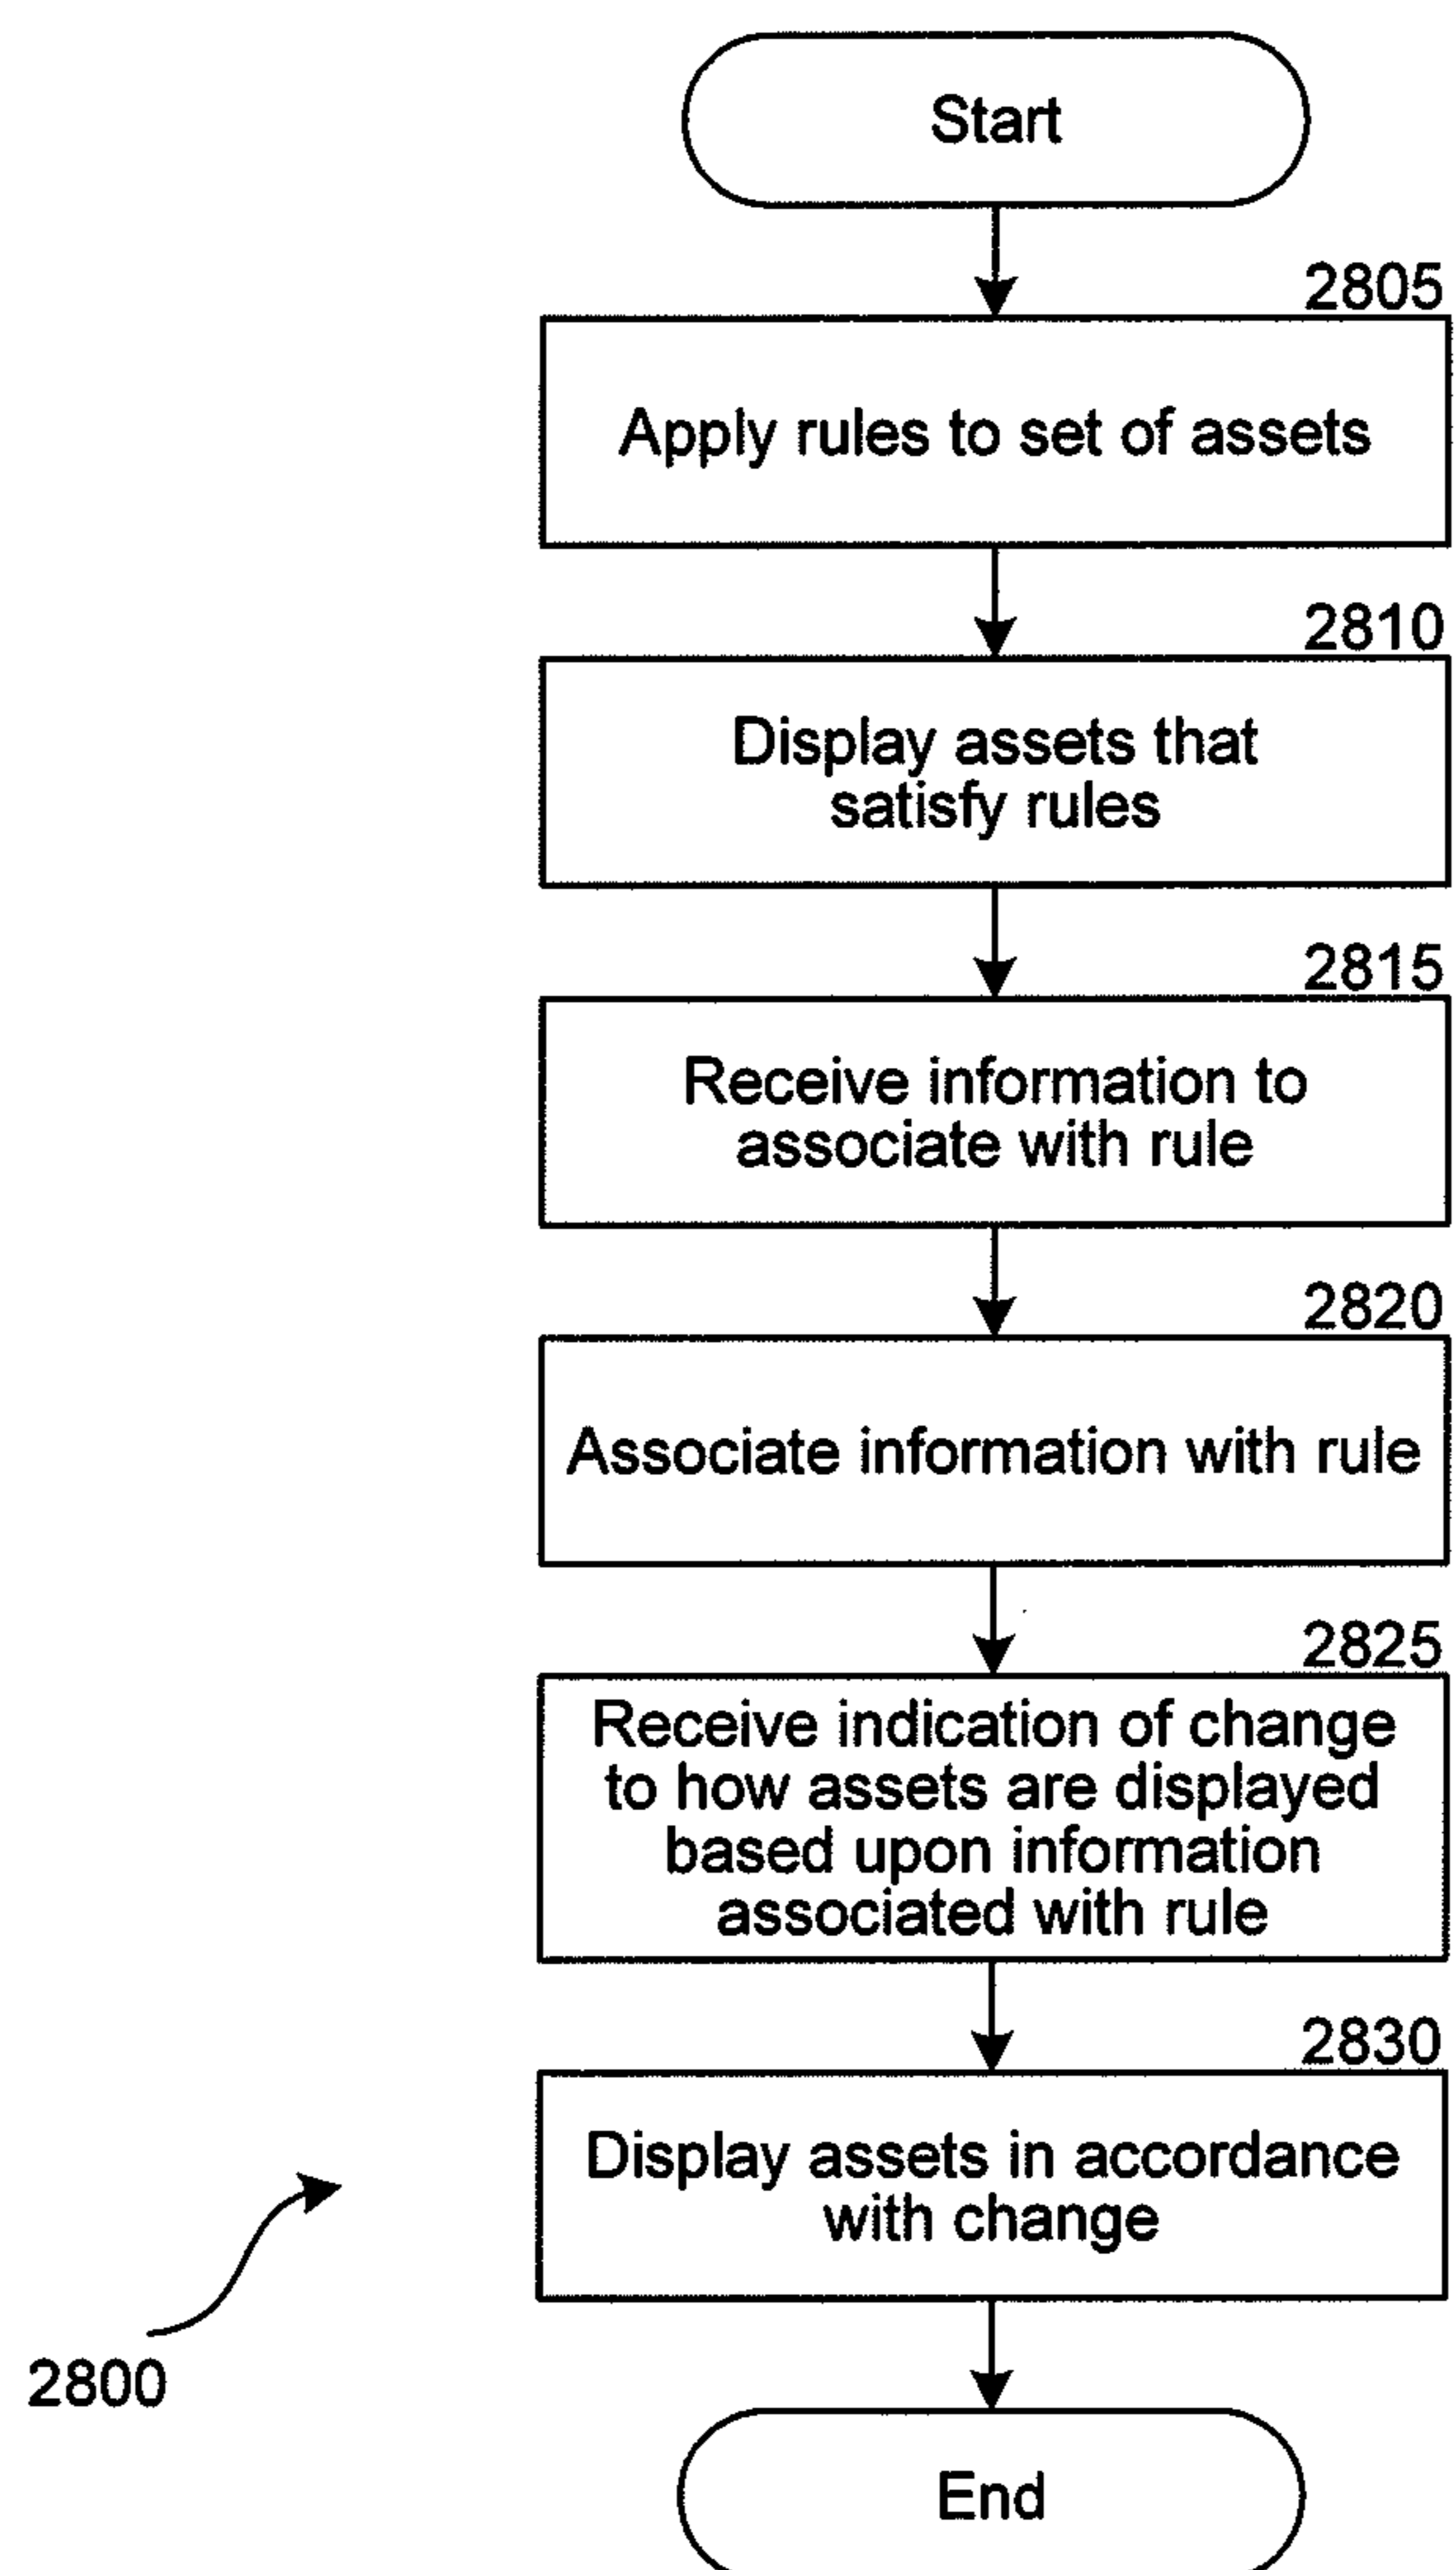 Start
2805
Apply rules to set of assets
2810
Display assets that
satisfy rules
2815
Receive information to
associate with rule
2820
Associate information with rule
2825
Receive indication of change
to how assets are displayed
based upon information
associated with rule
2830
Display assets in accordance
with change
2800
End